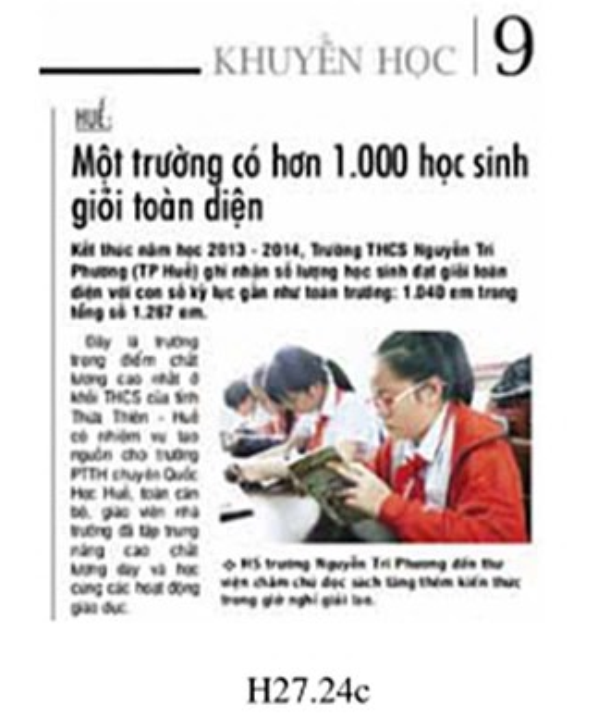 KHUYẾN HỌC | 9
HUẾ:
Một trường có hơn 1.000 học sinh
giỏi toàn diện
Kết thúc năm học 2013 - 2014, Trường THCS Nguyễn Tri
Phương (TP Huế) ghi nhận số lượng học sinh đạt giỏi toàn
diện với con số kỷ lục gần như toàn trường: 1.040 em trong
tổng số 1.267 em.
Đây là trường
trọng điểm chất
lượng cao nhất ở
khối THCS của tỉnh
Thừa Thiên - Huế
có nhiệm vụ tạo
nguồn cho trường
PTTH chuyên Quốc
Học Huế, toàn cán
bộ, giáo viên nhà
trường đã tập trung
nâng cao chất
lượng dạy và học
cùng các hoạt động
giáo dục.
HS trường Nguyễn Tri Phương đến thư
viện chăm chú đọc sách tăng thêm kiến thức
trong giờ nghỉ giải lao.
H27.24c